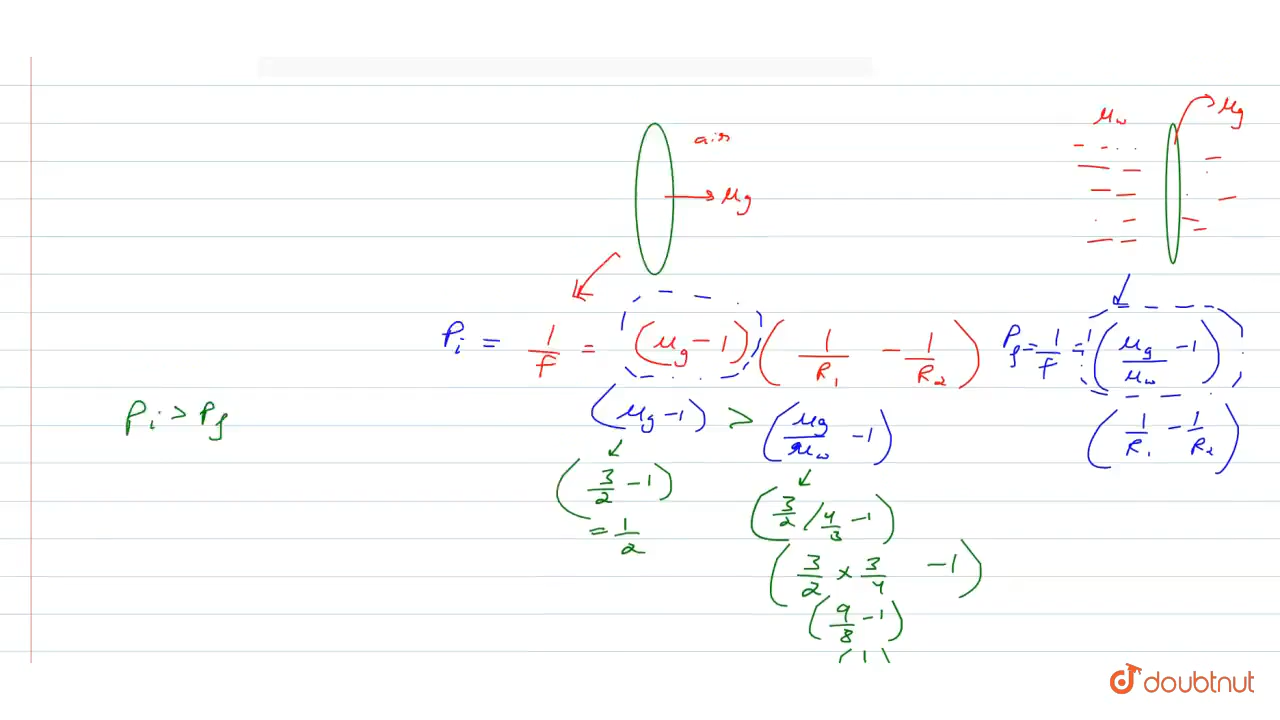 air
μg
μw
μg
Pi = 1/f = (μg - 1) (1/R1 - 1/R2)
Pf = 1/f = (μg/μw - 1)
(1/R1 - 1/R2)
(μg - 1) > (μg/μw - 1)
Pi > Pf
(3/2 - 1)
= 1/2
(3/2 / 4/3 - 1)
(3/2 × 3/4 - 1)
(9/8 - 1)
doubtnut